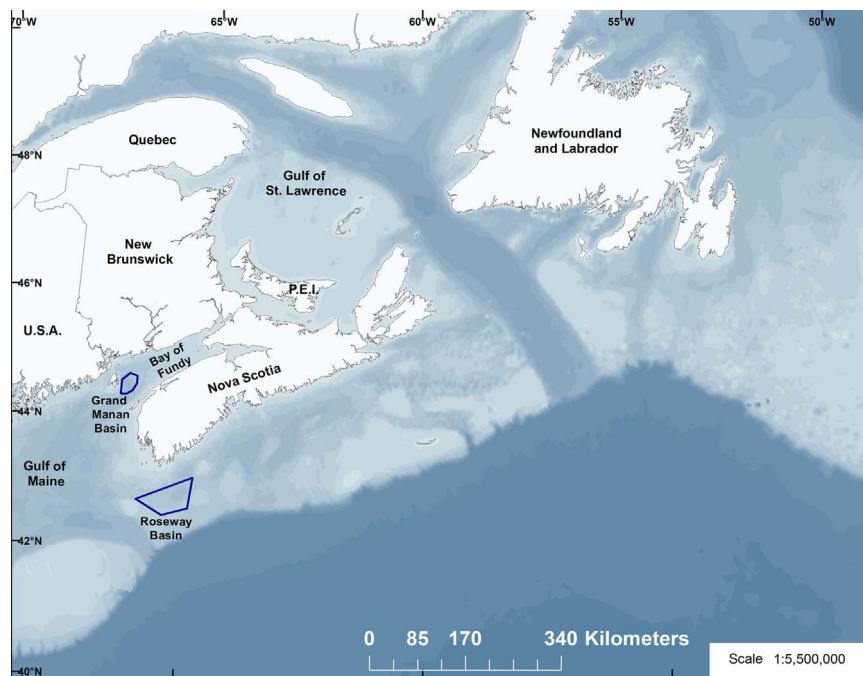 70°W
65°W
60°W
55°W
50°W
48°N
46°N
44°N
42°N
40°N
Quebec
Newfoundland
and Labrador
Gulf of
St. Lawrence
New
Brunswick
P.E.I.
U.S.A.
Bay of
Fundy
Nova Scotia
Grand
Manan
Basin
Gulf of
Maine
Roseway
Basin
0 85 170 340 Kilometers
Scale 1:5,500,000